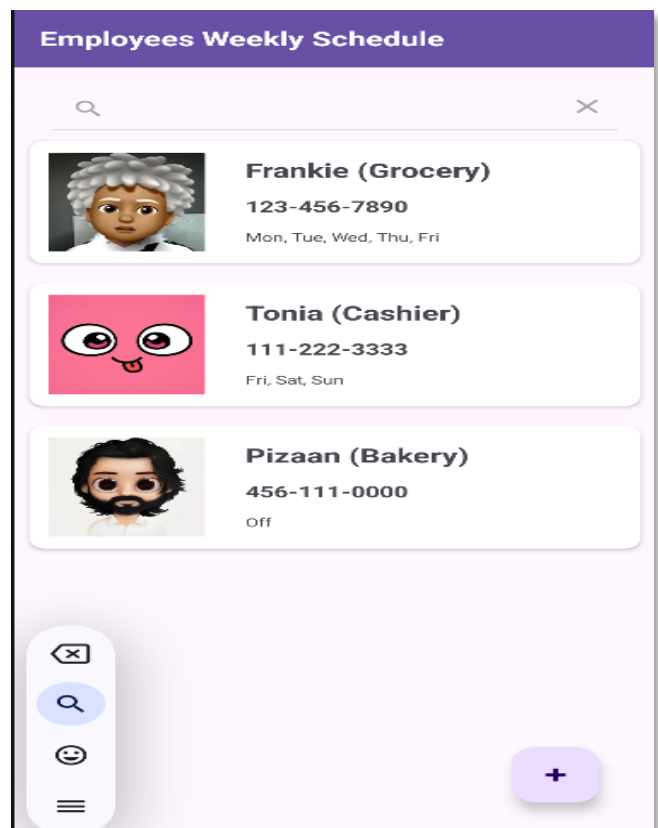 Employees Weekly Schedule
Frankie (Grocery)
123-456-7890
Mon, Tue, Wed, Thu, Fri
Tonia (Cashier)
111-222-3333
Fri, Sat, Sun
Pizaan (Bakery)
456-111-0000
Off